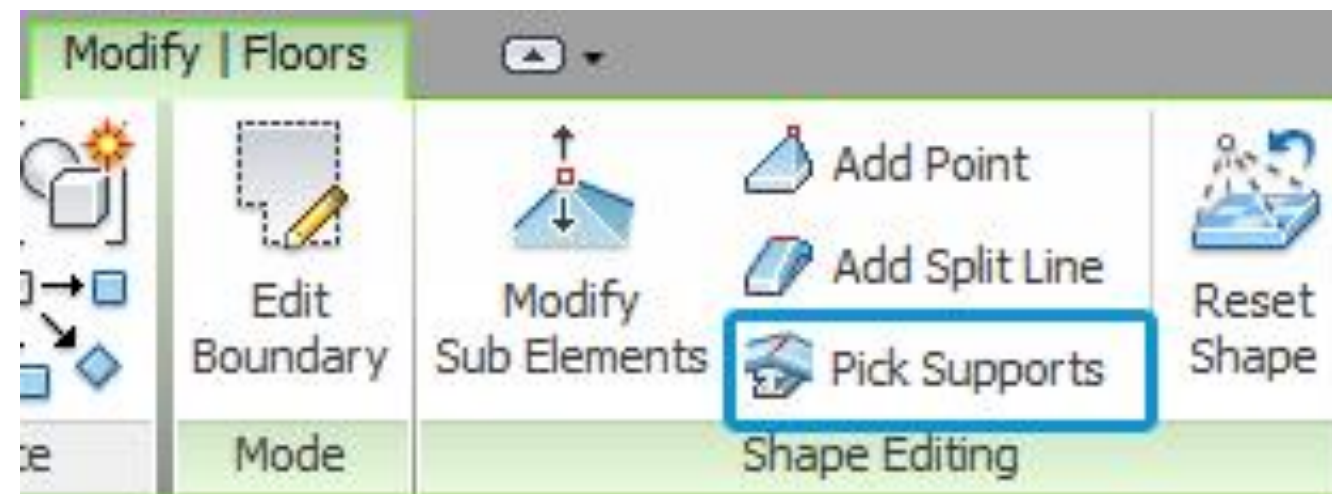 Modify | Floors
Edit
Boundary
Modify
Sub Elements
Add Point
Add Split Line
Pick Supports
Reset
Shape
Mode
Shape Editing